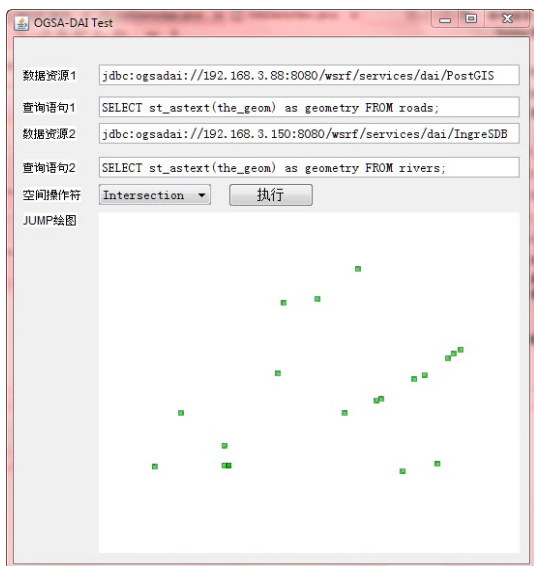 OGSA-DAI Test
数据资源1 jdbc:ogsadai://192.168.3.88:8080/wsrf/services/dai/PostGIS
查询语句1 SELECT st_astext(the_geom) as geometry FROM roads;
数据资源2 jdbc:ogsadai://192.168.3.150:8080/wsrf/services/dai/IngreSDB
查询语句2 SELECT st_astext(the_geom) as geometry FROM rivers;
空间操作符 Intersection 执行
JUMP绘图